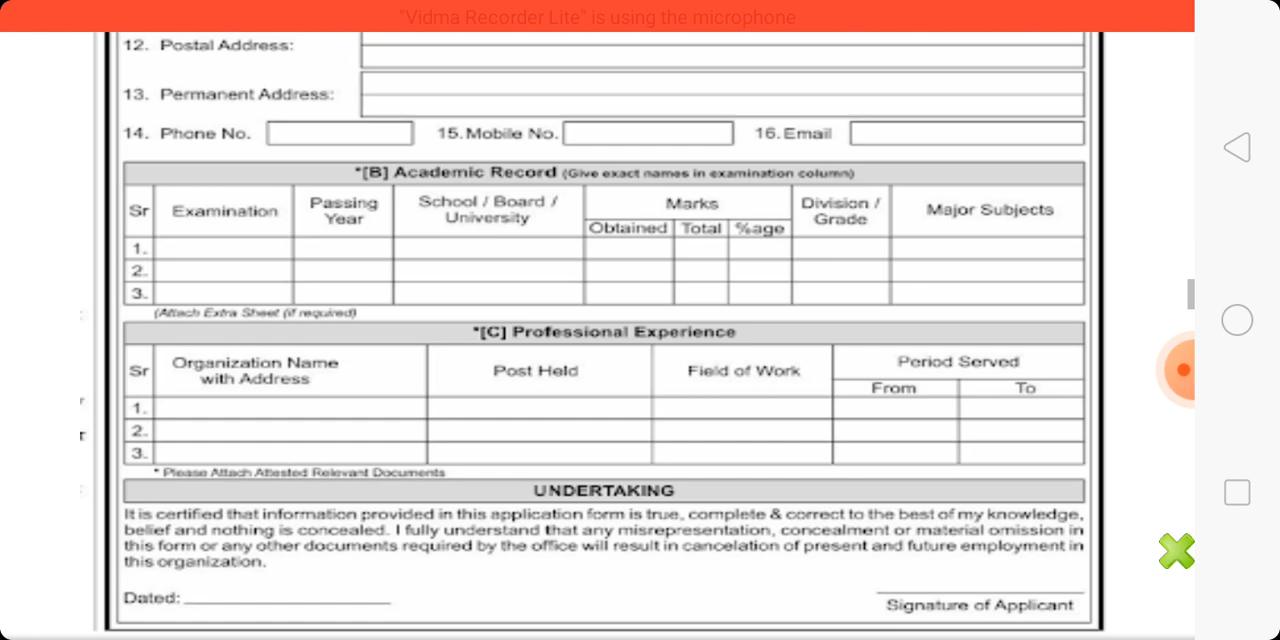 "Vidma Recorder Lite" is using the microphone
12. Postal Address:
13. Permanent Address:
14. Phone No. 15. Mobile No. 16. Email
*[B] Academic Record (Give exact names in examination column)
Sr Examination Passing Year School / Board / University Marks Division / Grade Major Subjects
Obtained Total %age
1.
2.
3.
(Attach Extra Sheet (if required)
*[C] Professional Experience
Sr Organization Name with Address Post Held Field of Work Period Served
From To
1.
2.
3.
* Please Attach Attested Relevant Documents
UNDERTAKING
It is certified that information provided in this application form is true, complete & correct to the best of my knowledge,
belief and nothing is concealed. I fully understand that any misrepresentation, concealment or material omission in
this form or any other documents required by the office will result in cancelation of present and future employment in
this organization.
Dated:
Signature of Applicant